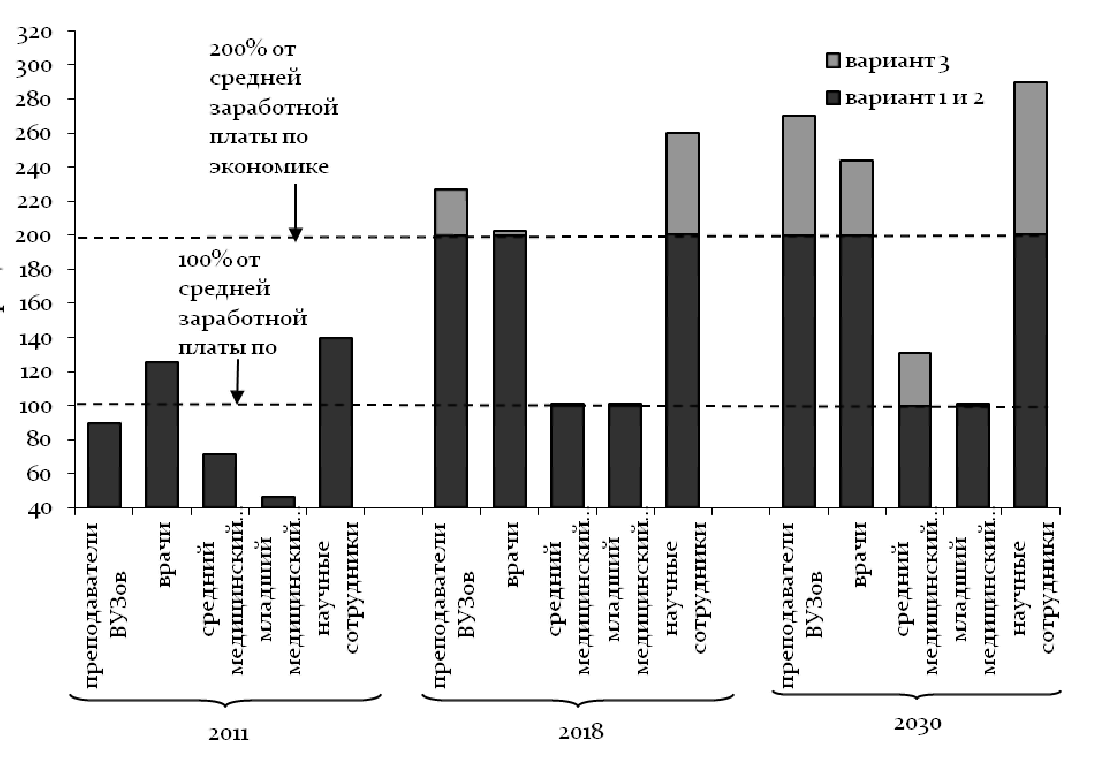 320
300
280
260
240
220
200
180
160
140
120
100
80
60
40
200% от
средней
заработной
платы по
экономике
100% от
средней
заработной
платы по
вариант 3
вариант 1 и 2
преподаватели
ВУЗов
врачи
средний
медицинский…
младший
медицинский…
научные
сотрудники
преподаватели
ВУЗов
врачи
средний
медицинский…
младший
медицинский…
научные
сотрудники
преподаватели
ВУЗов
врачи
средний
медицинский…
младший
медицинский…
научные
сотрудники
2011
2018
2030